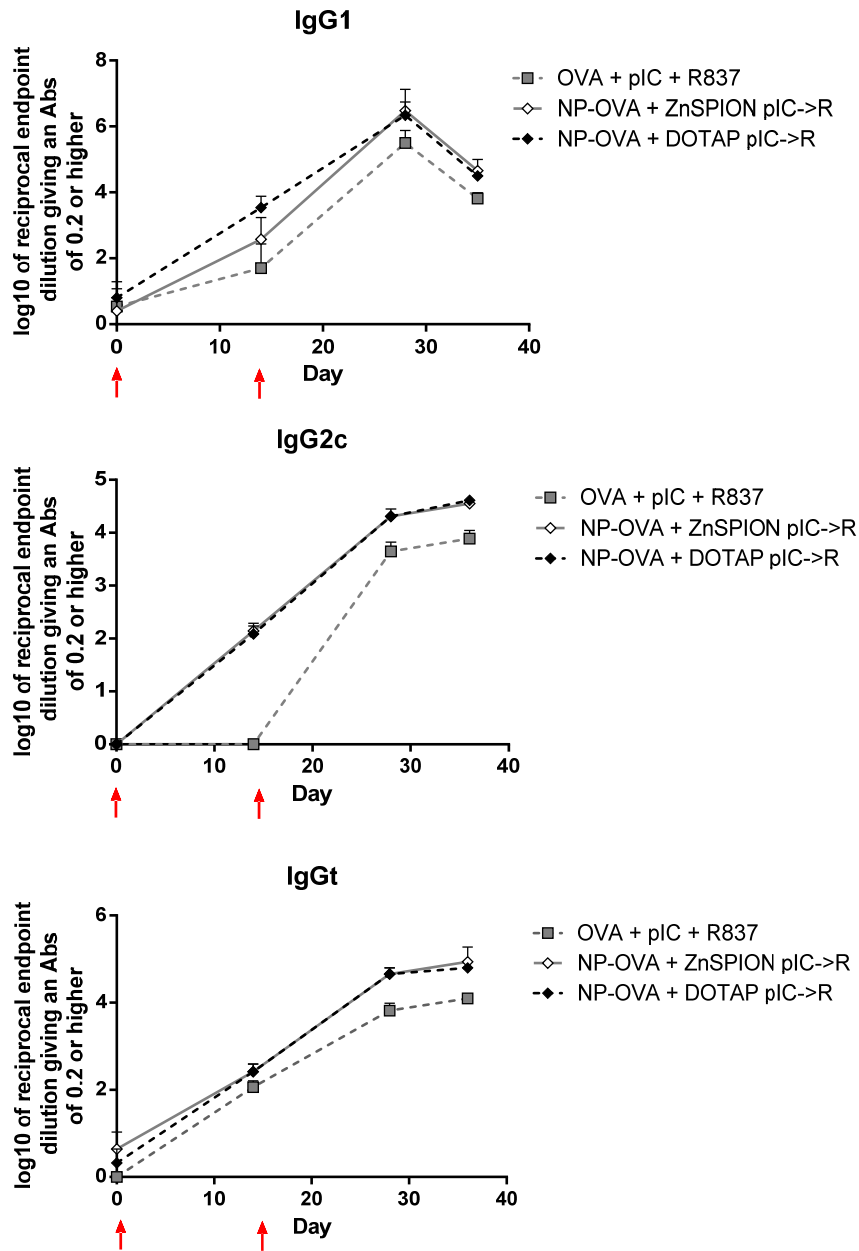 IgG1
log10 of reciprocal endpoint
dilution giving an Abs
of 0.2 or higher
8
6
4
2
0
0 10 20 30 40
Day
OVA + pIC + R837
NP-OVA + ZnSPION pIC->R
NP-OVA + DOTAP pIC->R
IgG2c
log10 of reciprocal endpoint
dilution giving an Abs
of 0.2 or higher
5
4
3
2
1
0
0 10 20 30 40
Day
OVA + pIC + R837
NP-OVA + ZnSPION pIC->R
NP-OVA + DOTAP pIC->R
IgGt
log10 of reciprocal endpoint
dilution giving an Abs
of 0.2 or higher
6
4
2
0
0 10 20 30 40
Day
OVA + pIC + R837
NP-OVA + ZnSPION pIC->R
NP-OVA + DOTAP pIC->R